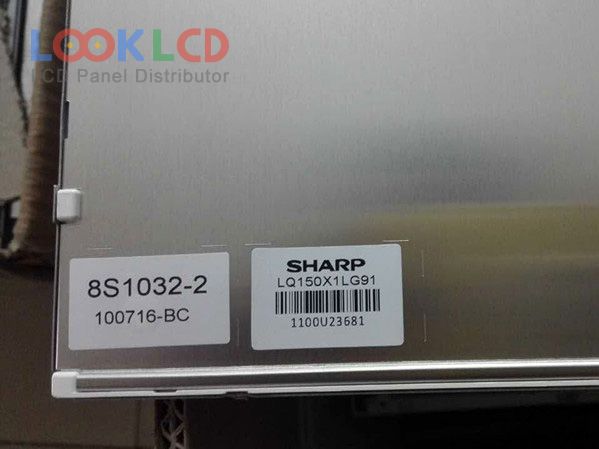 LOOKLCD
LCD Panel Distributor
8S1032-2
100716-BC
SHARP
LQ150X1LG91
1100U23681